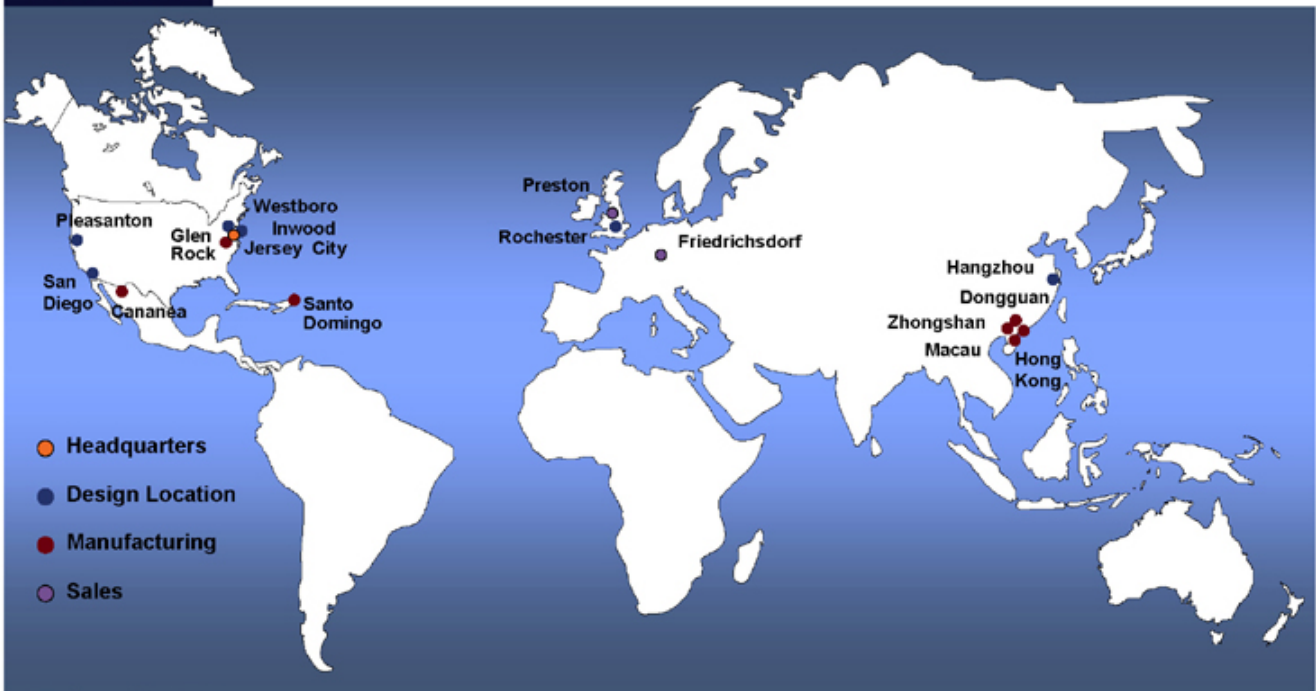 Preston
Westboro
Pleasanton
Inwood
Glen
Rock
Jersey City
Rochester
Friedrichsdorf
Hangzhou
San
Diego
Cananea
Santo
Domingo
Dongguan
Zhongshan
Macau
Hong
Kong
Headquarters
Design Location
Manufacturing
Sales